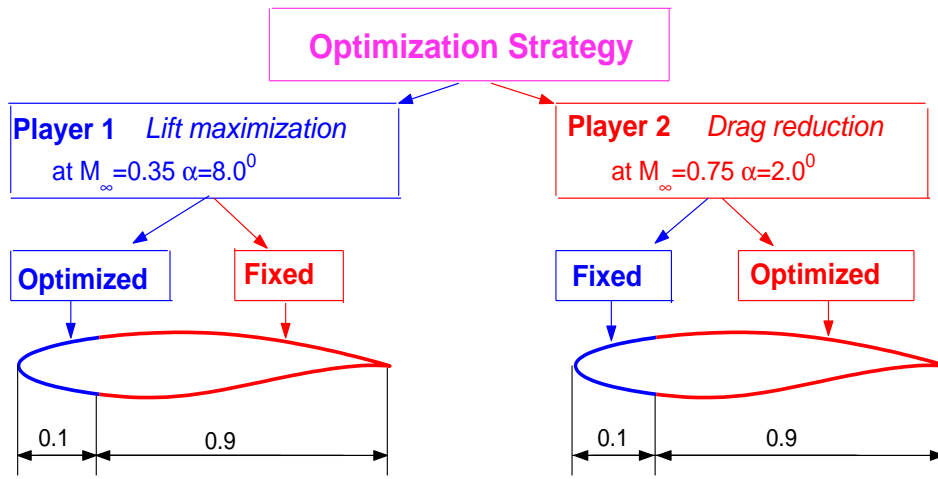 Optimization Strategy
Player 1 Lift maximization
at M∞=0.35 α=8.0⁰
Player 2 Drag reduction
at M∞=0.75 α=2.0⁰
Optimized
Fixed
Fixed
Optimized
0.1
0.9
0.1
0.9